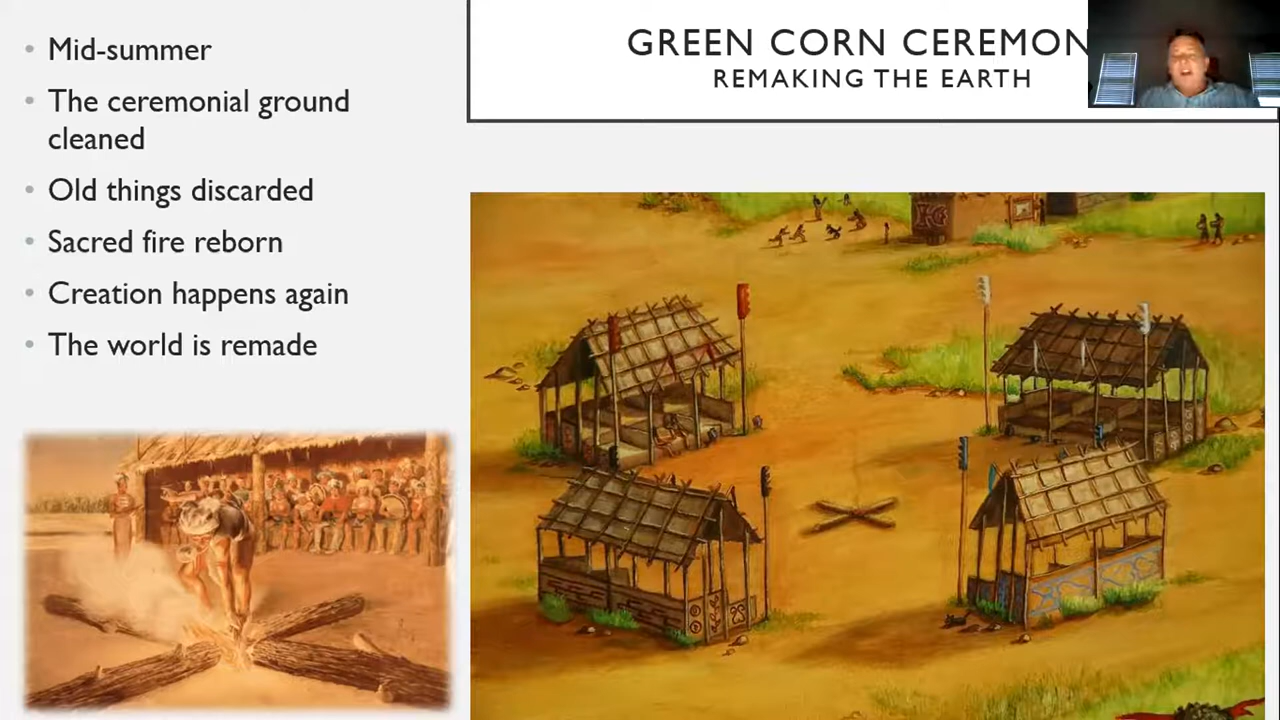 GREEN CORN CEREMON
REMAKING THE EARTH
Mid-summer
The ceremonial ground
cleaned
Old things discarded
Sacred fire reborn
Creation happens again
The world is remade